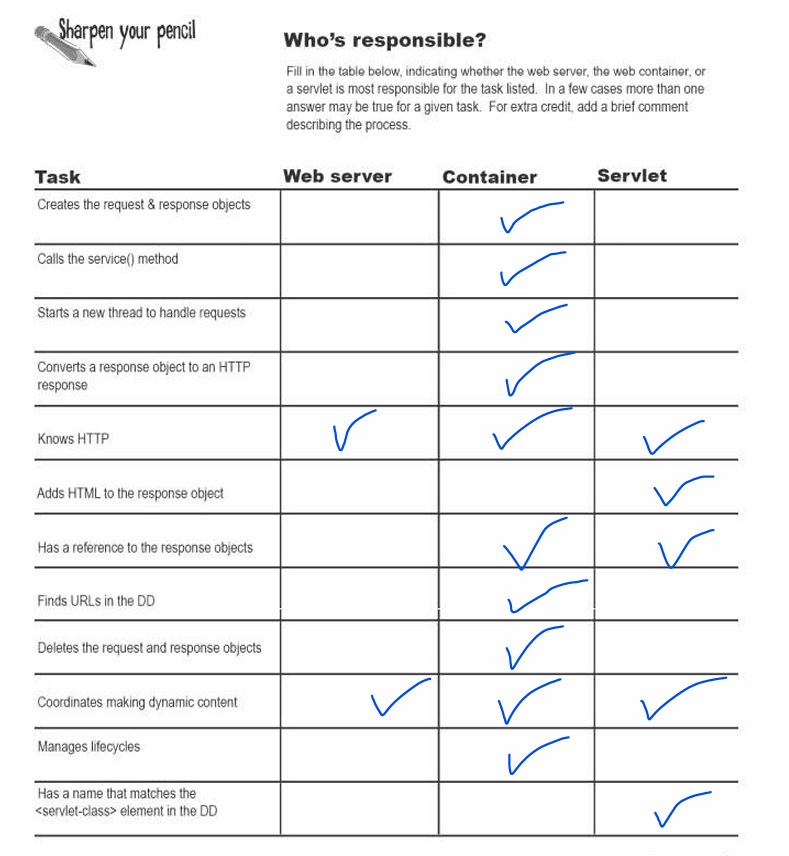 Sharpen your pencil
Who's responsible?
Fill in the table below, indicating whether the web server, the web container, or
a servlet is most responsible for the task listed. In a few cases more than one
answer may be true for a given task. For extra credit, add a brief comment
describing the process.
Task Web server Container Servlet
Creates the request & response objects
Calls the service() method
Starts a new thread to handle requests
Converts a response object to an HTTP
response
Knows HTTP
Adds HTML to the response object
Has a reference to the response objects
Finds URLs in the DD
Deletes the request and response objects
Coordinates making dynamic content
Manages lifecycles
Has a name that matches the
<servlet-class> element in the DD